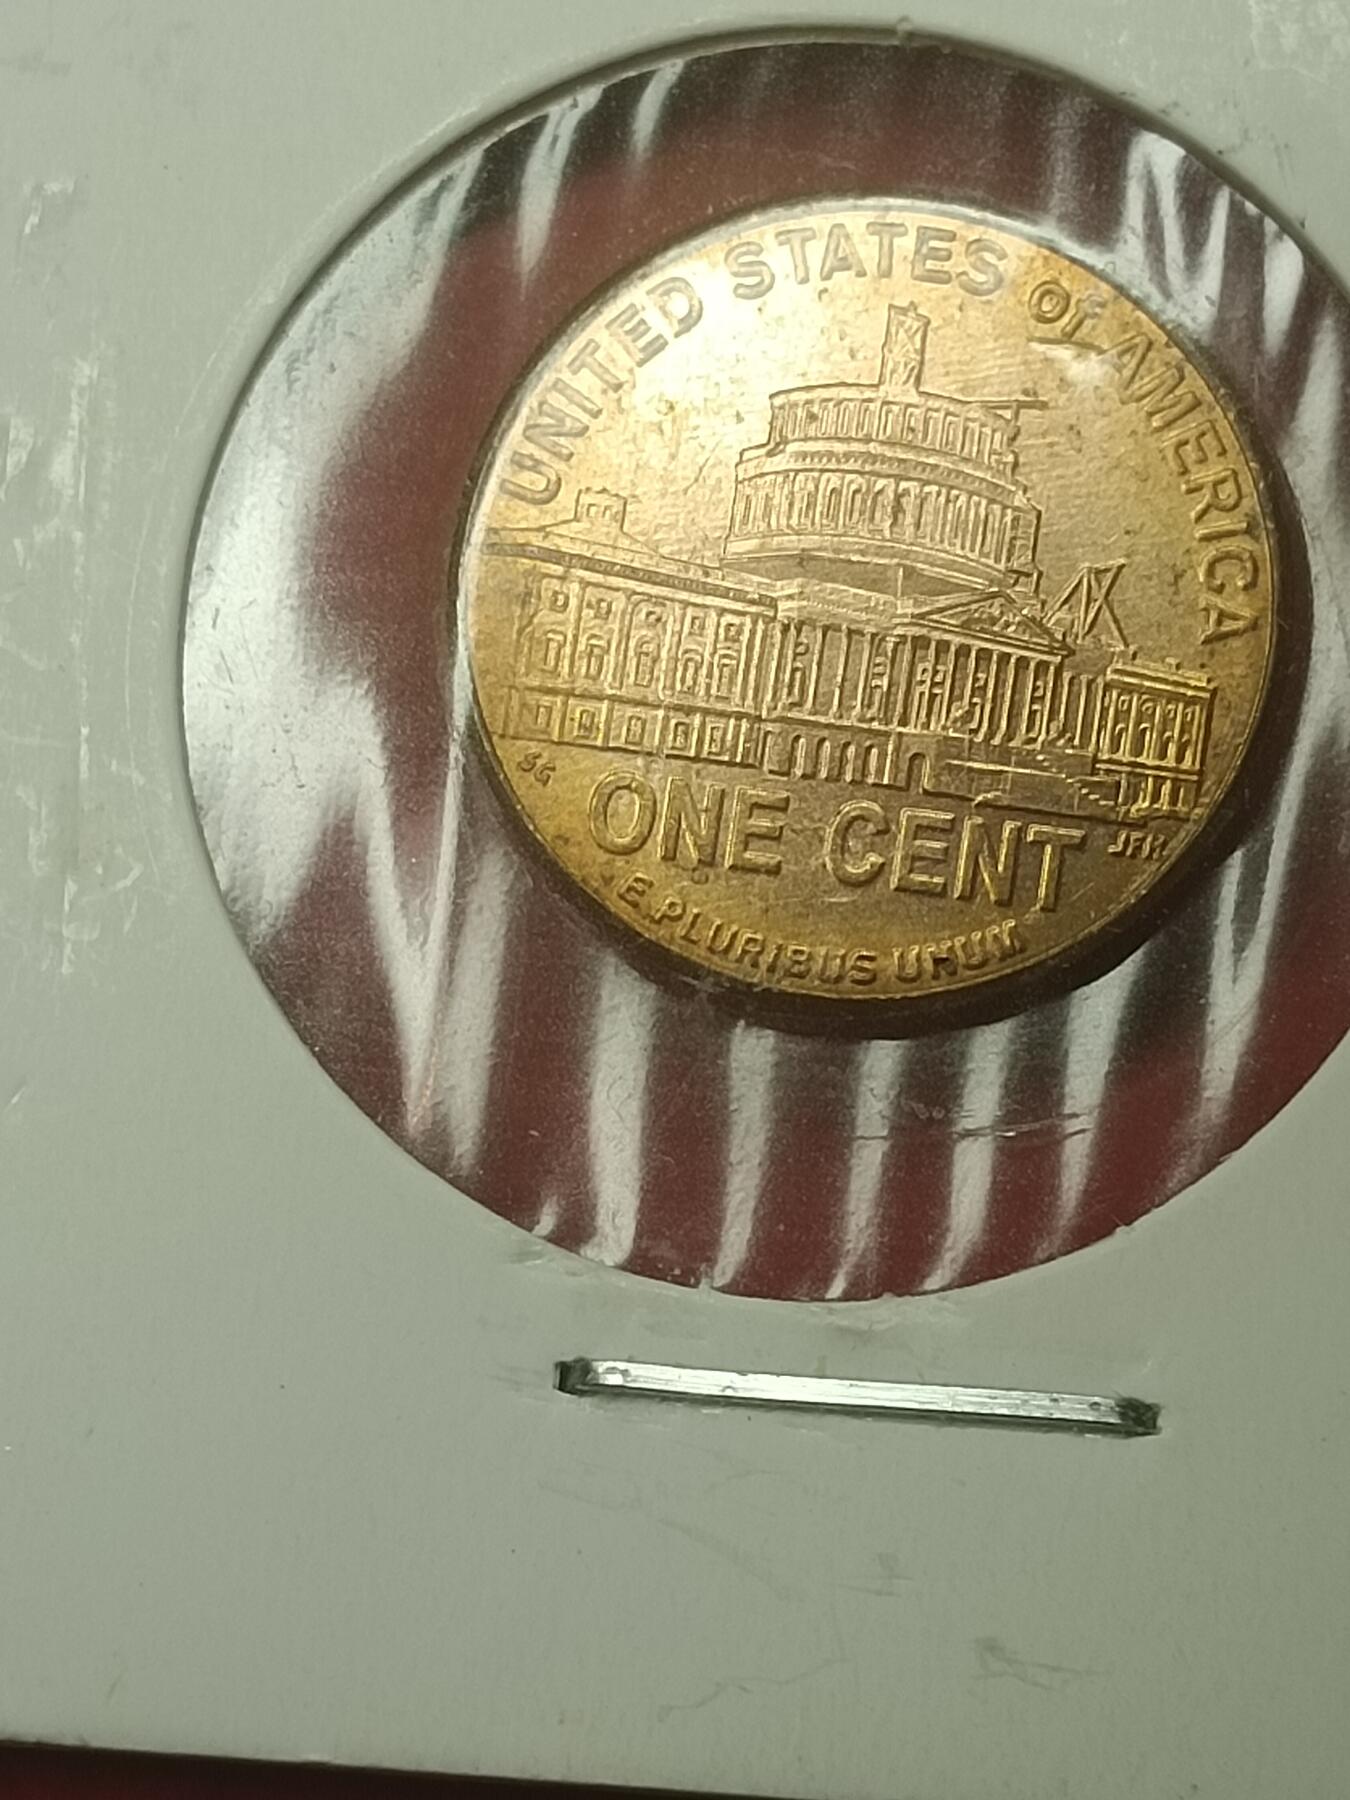 UNITED STATES of AMERICA
SG
ONE CENT
JFM
E PLURIBUS UNUM